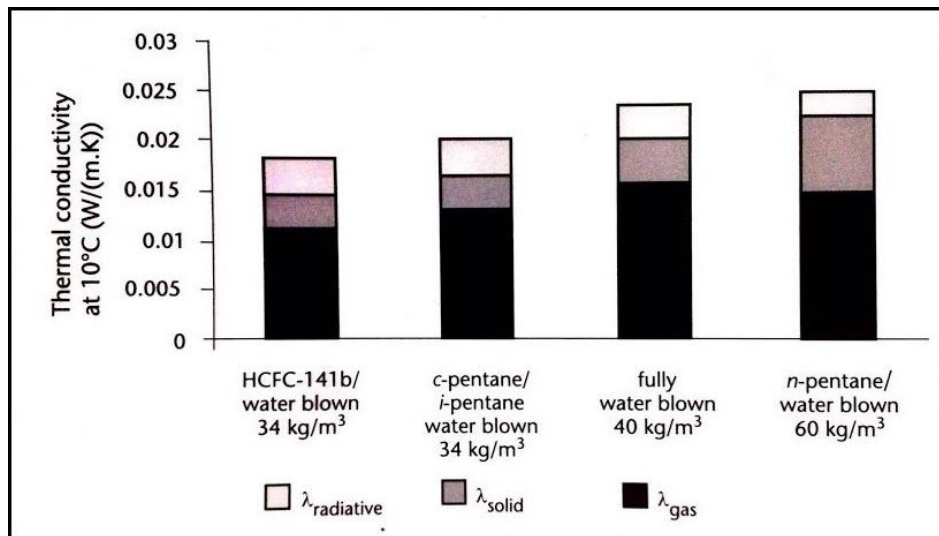 Thermal conductivity
at 10°C (W/(m.K))
0.03
0.025
0.02
0.015
0.01
0.005
0
HCFC-141b/
water blown
34 kg/m³
c-pentane/
i-pentane
water blown
34 kg/m³
fully
water blown
40 kg/m³
n-pentane/
water blown
60 kg/m³
λradiative
λsolid
λgas